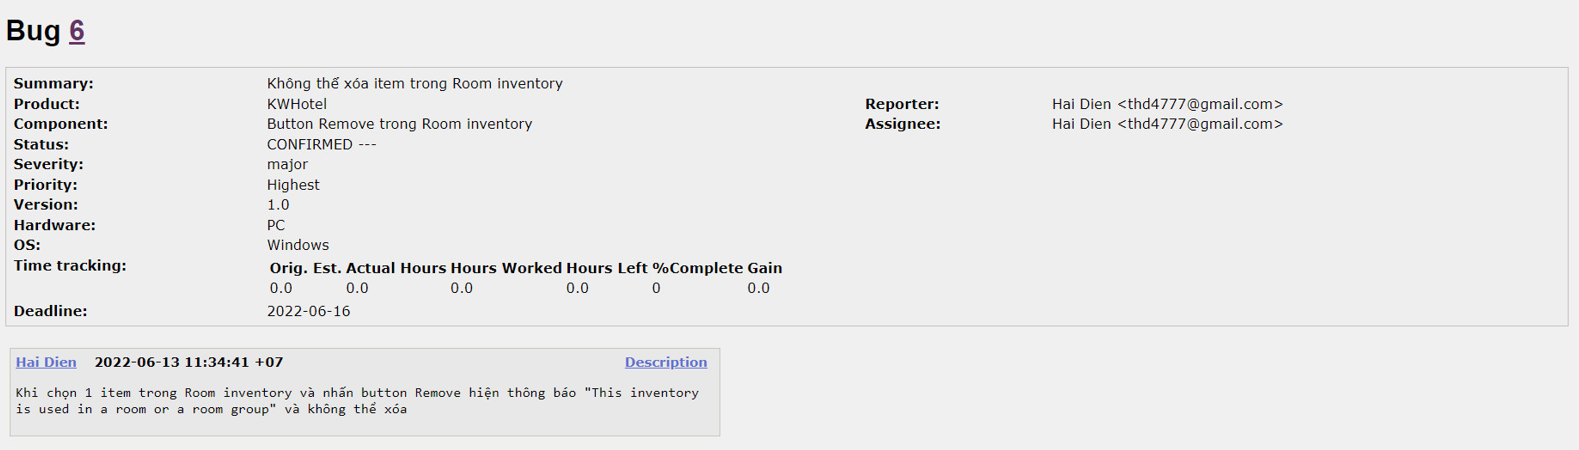 Bug 6
Summary: Không thể xóa item trong Room inventory
Product: KWHotel Reporter: Hai Dien <thd4777@gmail.com>
Component: Button Remove trong Room inventory Assignee: Hai Dien <thd4777@gmail.com>
Status: CONFIRMED ---
Severity: major
Priority: Highest
Version: 1.0
Hardware: PC
OS: Windows
Time tracking: Orig. Est. Actual Hours Hours Worked Hours Left %Complete Gain
0.0 0.0 0.0 0.0 0 0.0
Deadline: 2022-06-16
Hai Dien 2022-06-13 11:34:41 +07 Description
Khi chọn 1 item trong Room inventory và nhấn button Remove hiện thông báo "This inventory
is used in a room or a room group" và không thể xóa